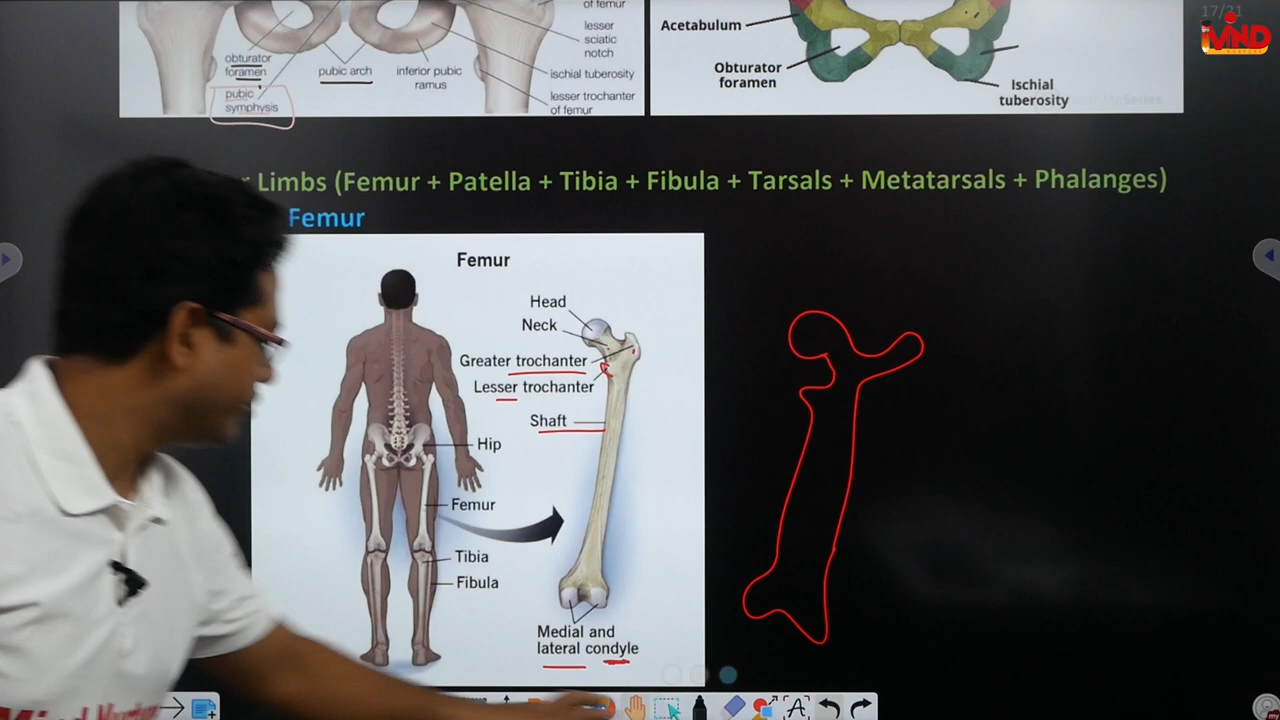 of femur
lesser
sciatic
notch
obturator
foramen
pubic arch
inferior pubic
ramus
ischial tuberosity
pubic
symphysis
lesser trochanter
of femur
Acetabulum
Obturator
foramen
Ischial
tuberosity
17/21
MND
Limbs (Femur + Patella + Tibia + Fibula + Tarsals + Metatarsals + Phalanges)
Femur
Femur
Head
Neck
Greater trochanter
Lesser trochanter
Shaft
Hip
Femur
Tibia
Fibula
Medial and
lateral condyle
A